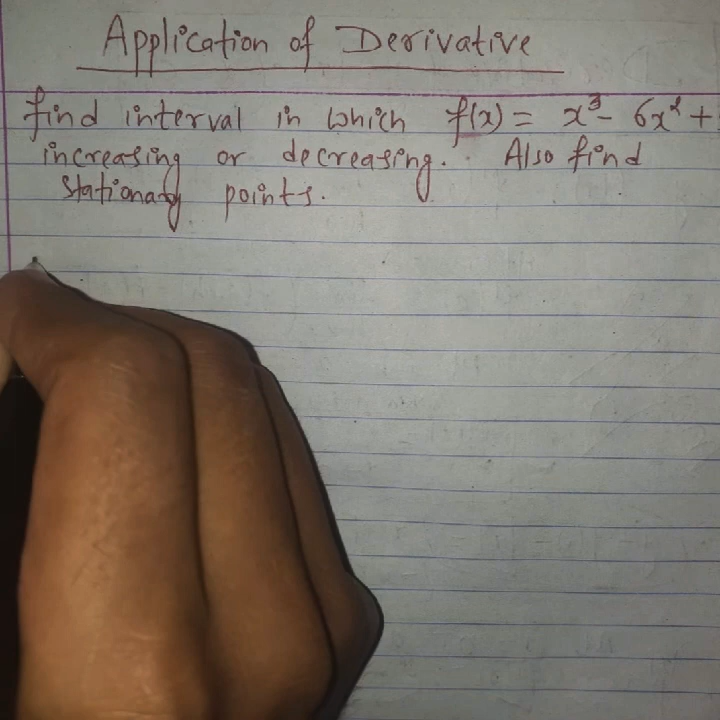 Application of Derivative
find interval in which f(x) = x³- 6x² +
increasing or decreasing. Also find
stationary points.